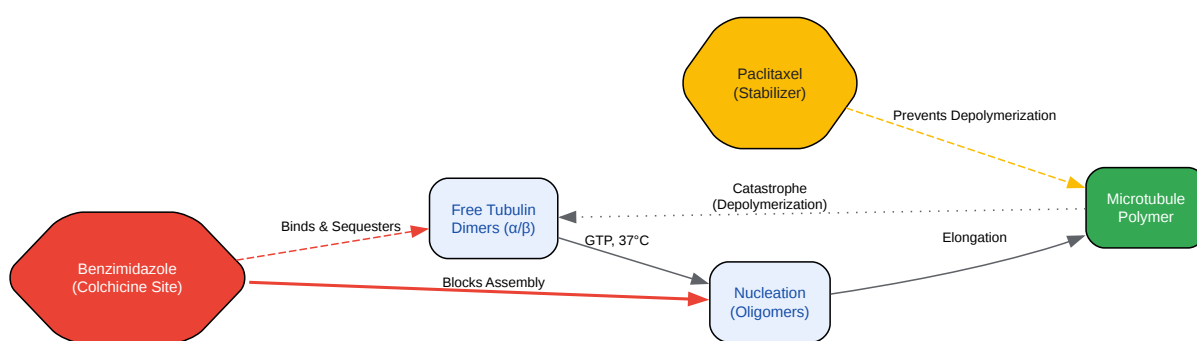 Paclitaxel
(Stabilizer)
Prevents Depolymerization
Catastrophe
(Depolymerization)
Microtubule
Polymer
Free Tubulin
Dimers (α/β)
Binds & Sequesters
GTP, 37°C
Elongation
Benzimidazole
(Colchicine Site)
Blocks Assembly
Nucleation
(Oligomers)